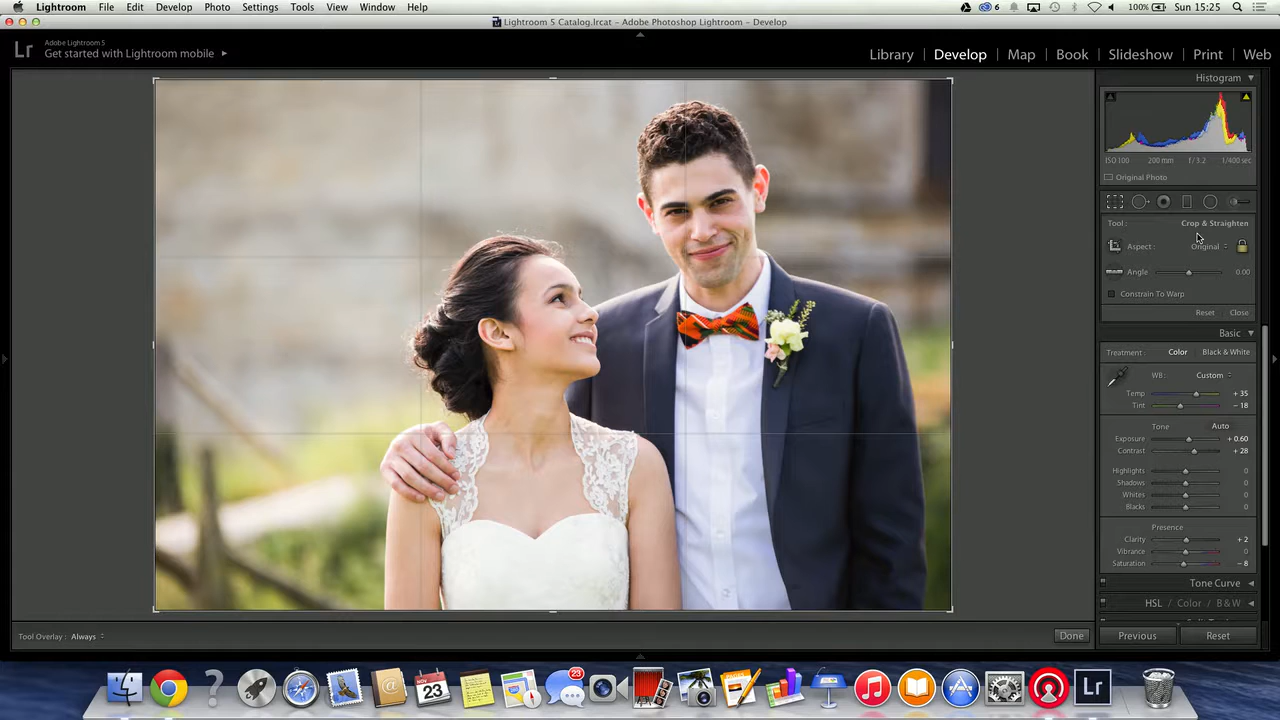 Lightroom File Edit Develop Photo Settings Tools View Window Help 6 100% Sun 15:25
Lightroom 5 Catalog.lrcat - Adobe Photoshop Lightroom - Develop
Lr Adobe Lightroom 5
Get started with Lightroom mobile
Library Develop Map Book Slideshow Print Web
Histogram
ISO 100 200 mm f / 3.2 1/400 sec
Original Photo
Tool : Crop & Straighten
Aspect : Original
Angle 0.00
Constrain To Warp
Reset Close
Basic
Treatment : Color Black & White
WB : Custom
Temp + 35
Tint - 18
Tone Auto
Exposure + 0.60
Contrast + 28
Highlights 0
Shadows 0
Whites 0
Blacks 0
Presence
Clarity + 2
Vibrance 0
Saturation - 8
Tone Curve
HSL / Color / B & W
Tool Overlay : Always Done Previous Reset
NOV
23
23
Lr